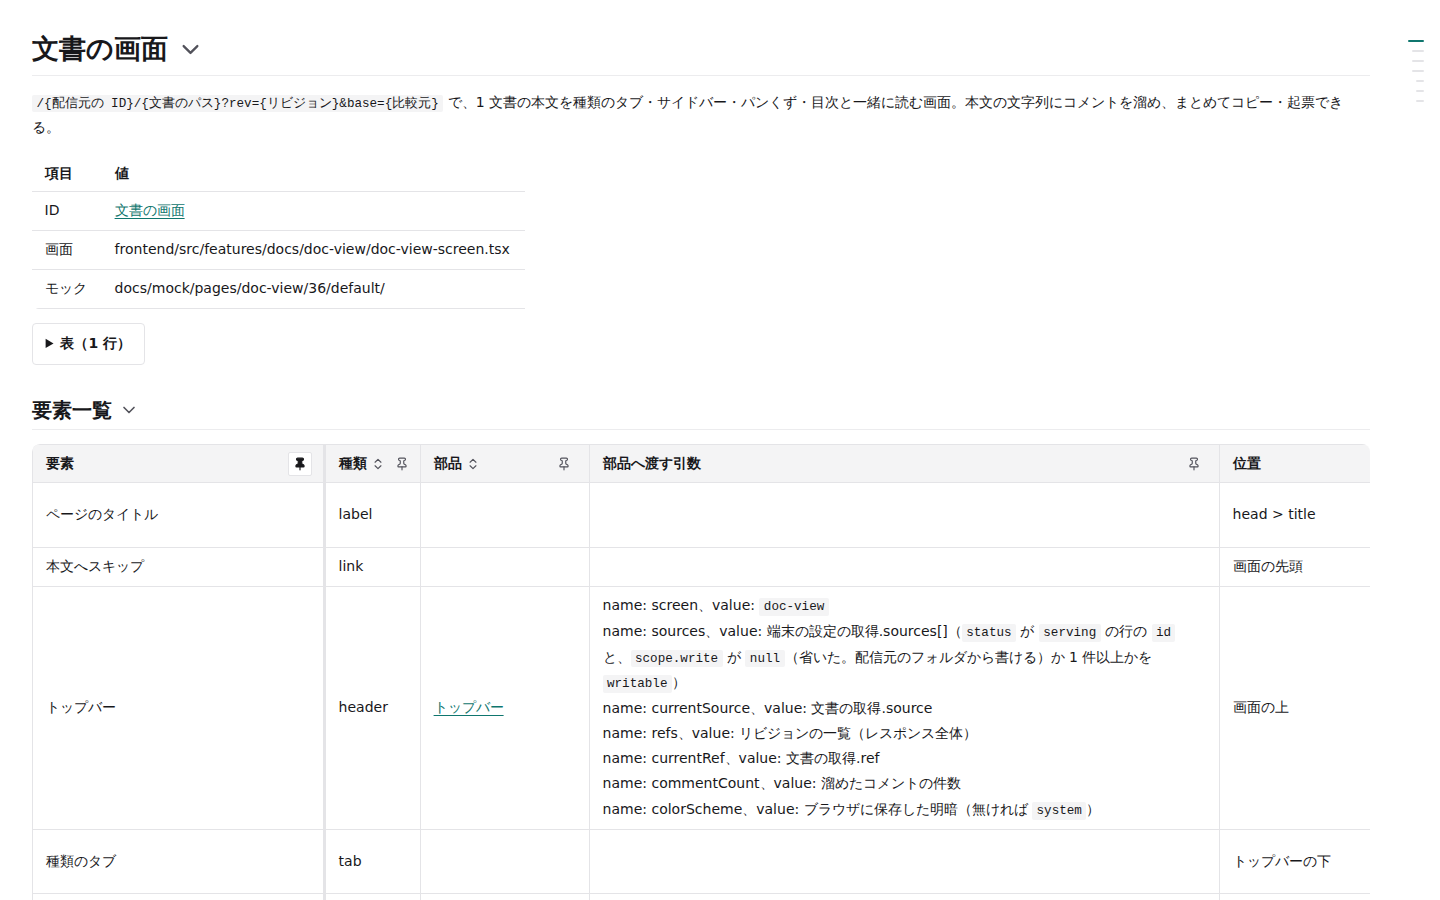 文書の画面
/{配信元の ID}/{文書のパス}?rev={リビジョン}&base={比較元} で、1 文書の本文を種類のタブ・サイドバー・パンくず・目次と一緒に読む画面。本文の文字列にコメントを溜め、まとめてコピー・起票でき
る。
項目 値
ID 文書の画面
画面 frontend/src/features/docs/doc-view/doc-view-screen.tsx
モック docs/mock/pages/doc-view/36/default/
表（1 行）
要素一覧
要素 種類 部品 部品へ渡す引数 位置
ページのタイトル label head > title
本文へスキップ link 画面の先頭
name: screen、value: doc-view
name: sources、value: 端末の設定の取得.sources[]（status が serving の行の id
と、scope.write が null（省いた。配信元のフォルダから書ける）か 1 件以上かを
writable）
トップバー header トップバー name: currentSource、value: 文書の取得.source 画面の上
name: refs、value: リビジョンの一覧（レスポンス全体）
name: currentRef、value: 文書の取得.ref
name: commentCount、value: 溜めたコメントの件数
name: colorScheme、value: ブラウザに保存した明暗（無ければ system）
種類のタブ tab トップバーの下